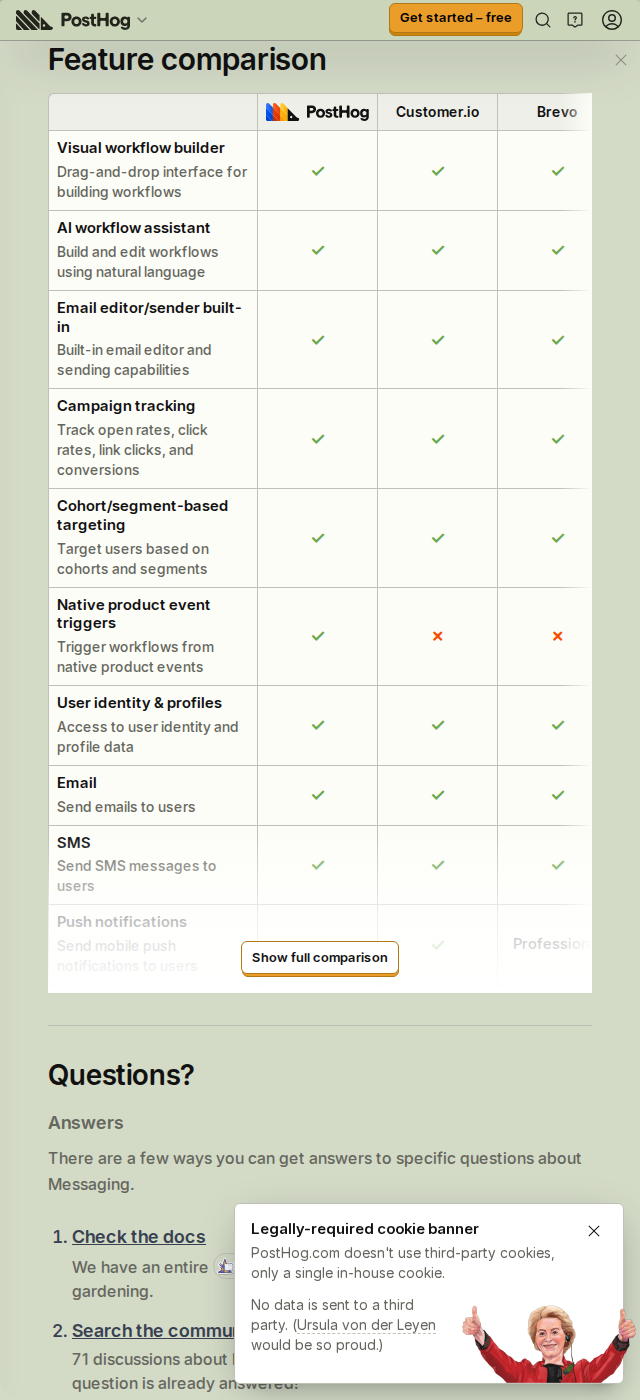 PostHog
Get started – free
Feature comparison
PostHog
Customer.io
Brevo
Visual workflow builder
Drag-and-drop interface for
building workflows
AI workflow assistant
Build and edit workflows
using natural language
Email editor/sender built-
in
Built-in email editor and
sending capabilities
Campaign tracking
Track open rates, click
rates, link clicks, and
conversions
Cohort/segment-based
targeting
Target users based on
cohorts and segments
Native product event
triggers
Trigger workflows from
native product events
User identity & profiles
Access to user identity and
profile data
Email
Send emails to users
SMS
Send SMS messages to
users
Push notifications
Send mobile push
notifications to users
Show full comparison
Questions?
Answers
There are a few ways you can get answers to specific questions about
Messaging.
1. Check the docs
We have an entire
gardening.
2. Search the
71 discussions about
question is already answered!
Legally-required cookie banner
PostHog.com doesn't use third-party cookies,
only a single in-house cookie.
No data is sent to a third
party. (Ursula von der Leyen
would be so proud.)